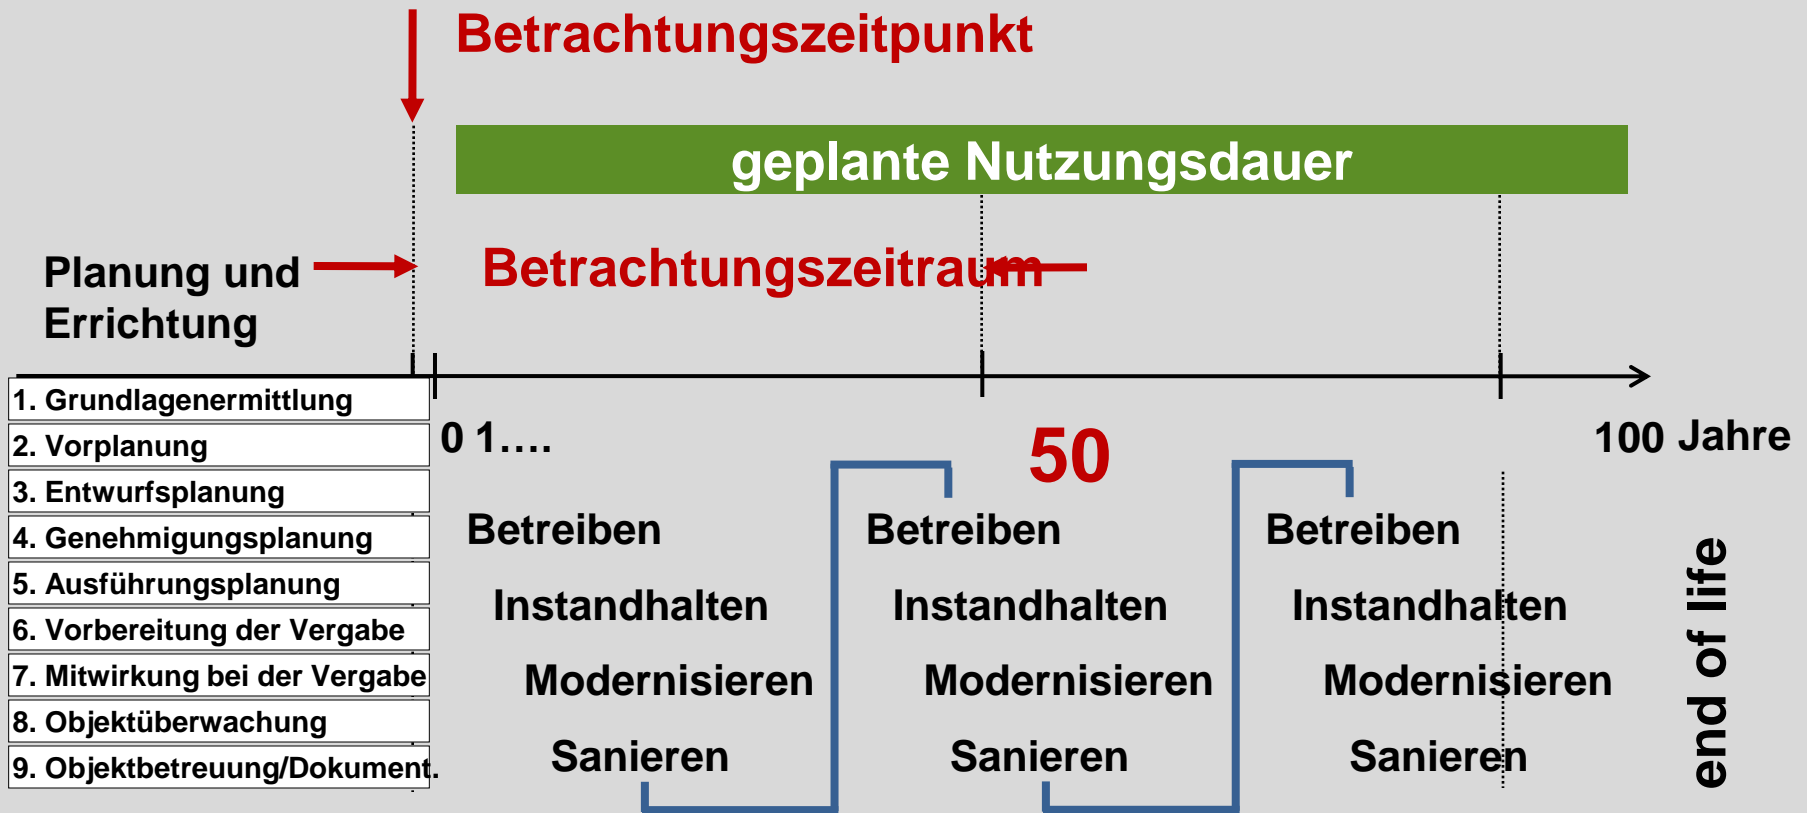 Betrachtungszeitpunkt
geplante Nutzungsdauer
Planung und
Errichtung
Betrachtungszeitraum
1. Grundlagenermittlung
2. Vorplanung
3. Entwurfsplanung
4. Genehmigungsplanung
5. Ausführungsplanung
6. Vorbereitung der Vergabe
7. Mitwirkung bei der Vergabe
8. Objektüberwachung
9. Objektbetreuung/Dokument.
0 1.... 50 100 Jahre
Betreiben Betreiben Betreiben
Instandhalten Instandhalten Instandhalten
Modernisieren Modernisieren Modernisieren
Sanieren Sanieren Sanieren
end of life